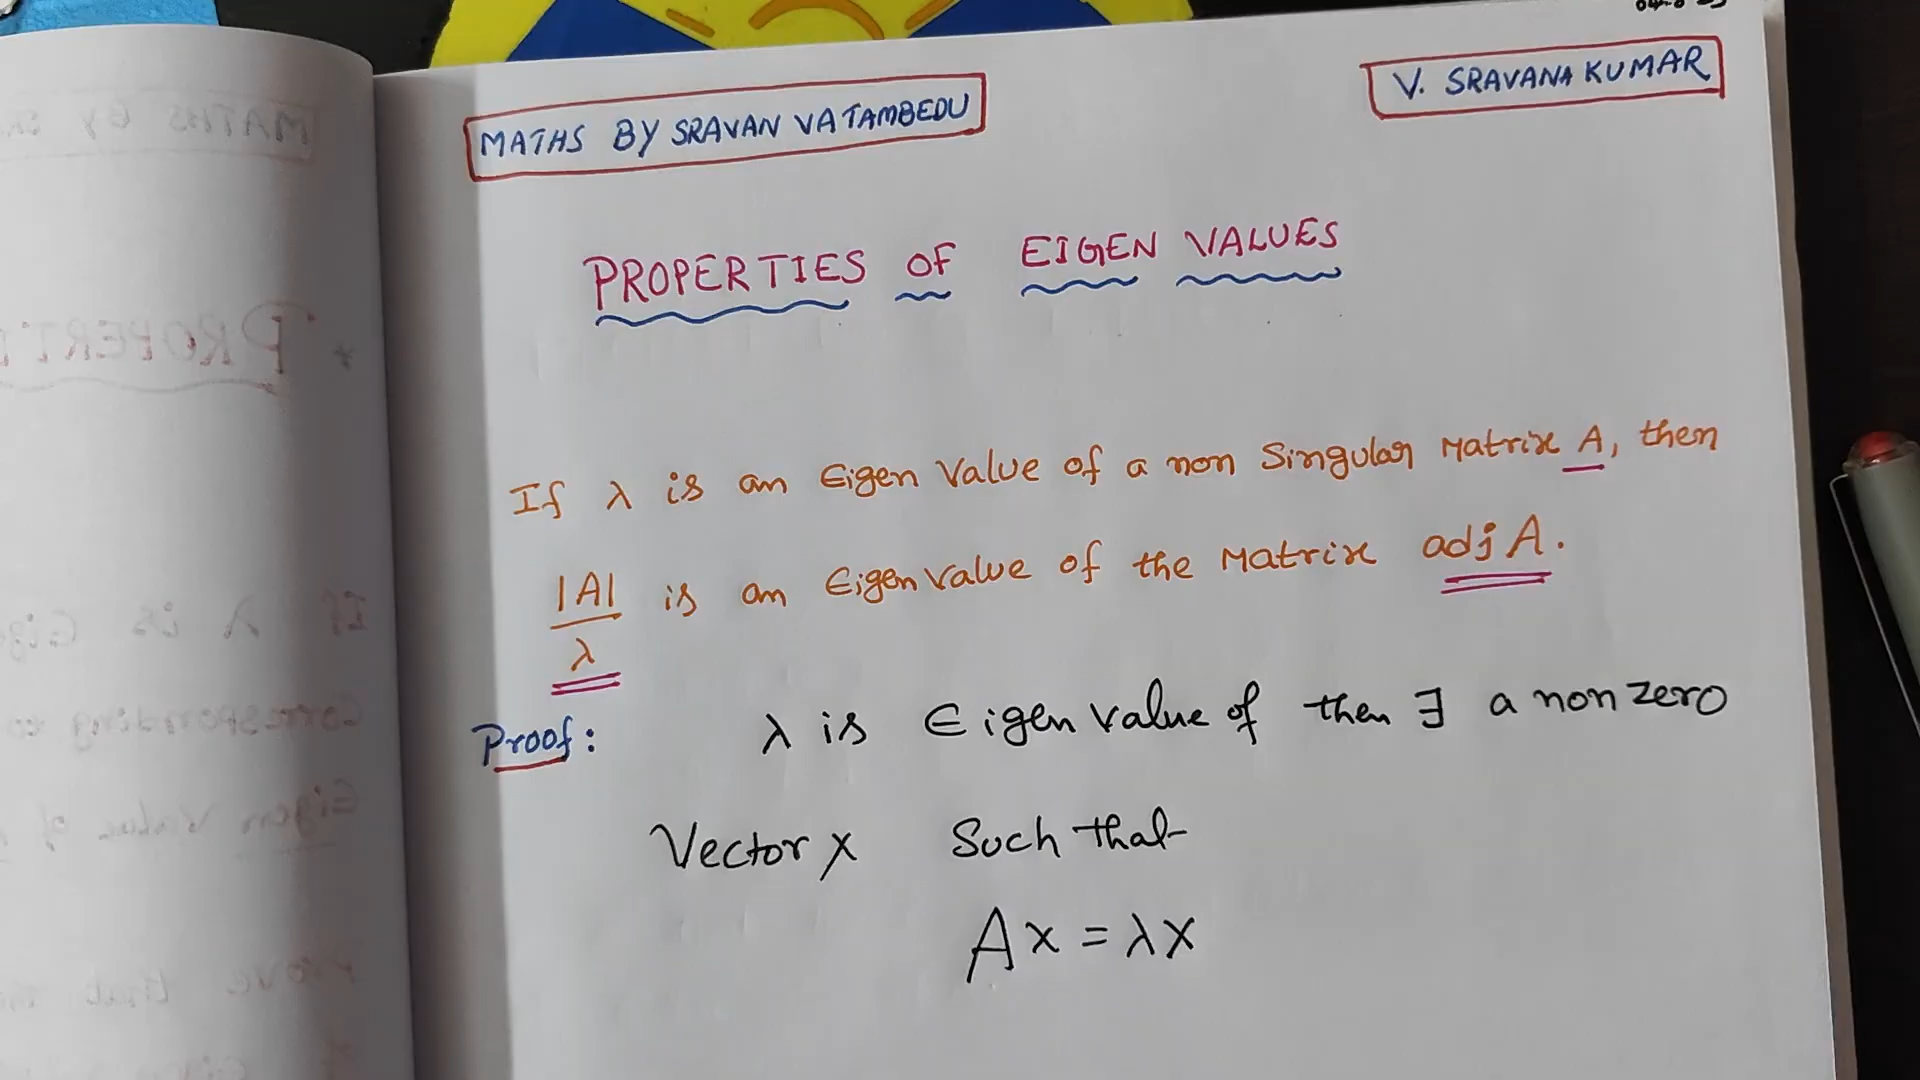 MATHS BY SRAVAN VATAMBEDU
V. SRAVANA KUMAR
PROPERTIES OF EIGEN VALUES
If λ is an Eigen Value of a non Singular Matrix A, then
|A|/λ is an Eigen Value of the Matrix adj A.
Proof: λ is Eigen Value of then ∃ a non zero
Vector X Such that
AX = λX